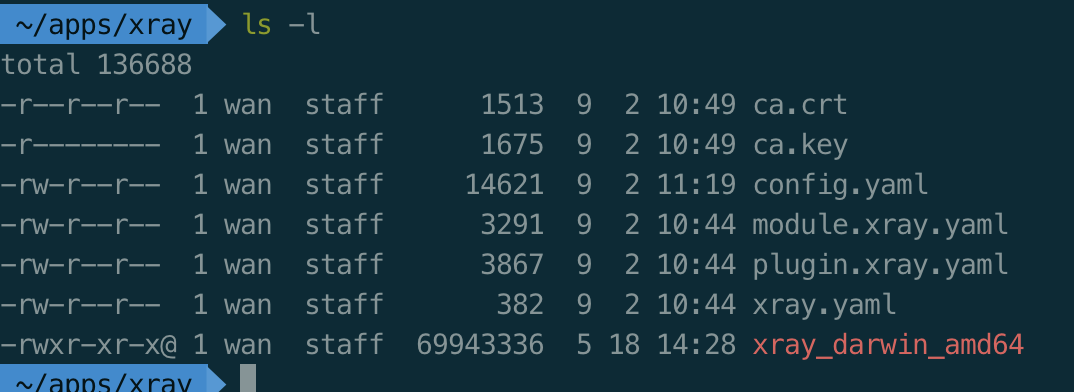 ~/apps/xray ls -l
total 136688
-r--r--r--  1 wan  staff      1513  9  2 10:49 ca.crt
-r--------  1 wan  staff      1675  9  2 10:49 ca.key
-rw-r--r--  1 wan  staff     14621  9  2 11:19 config.yaml
-rw-r--r--  1 wan  staff      3291  9  2 10:44 module.xray.yaml
-rw-r--r--  1 wan  staff      3867  9  2 10:44 plugin.xray.yaml
-rw-r--r--  1 wan  staff       382  9  2 10:44 xray.yaml
-rwxr-xr-x@ 1 wan  staff  69943336  5 18 14:28 xray_darwin_amd64
~/apps/xray